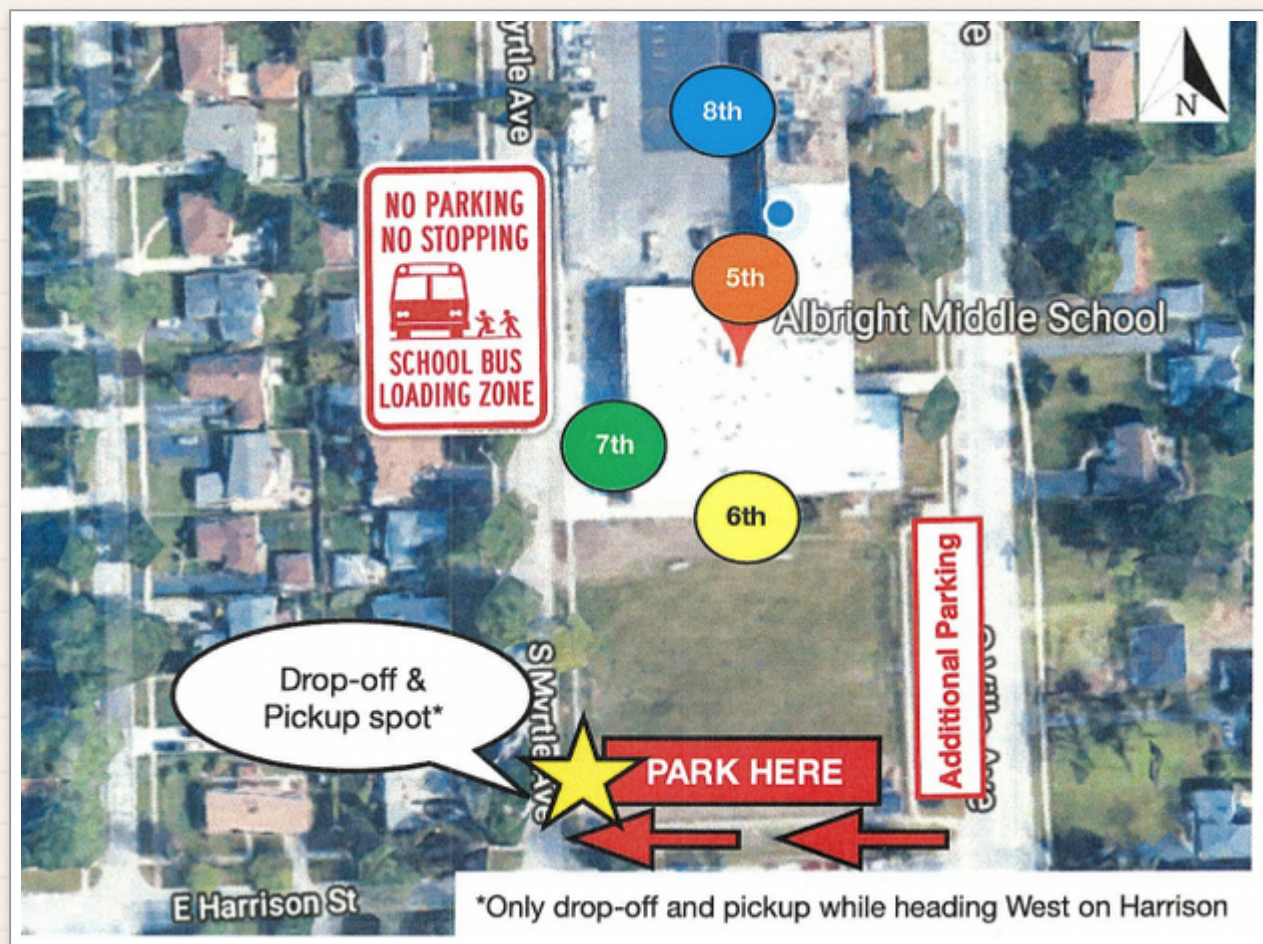 yrtle Ave
e
N
8th
NO PARKING
NO STOPPING
SCHOOL BUS
LOADING ZONE
5th
Albright Middle School
7th
6th
Additional Parking
S Myrtle Ave
Drop-off &
Pickup spot*
PARK HERE
E Harrison St
*Only drop-off and pickup while heading West on Harrison